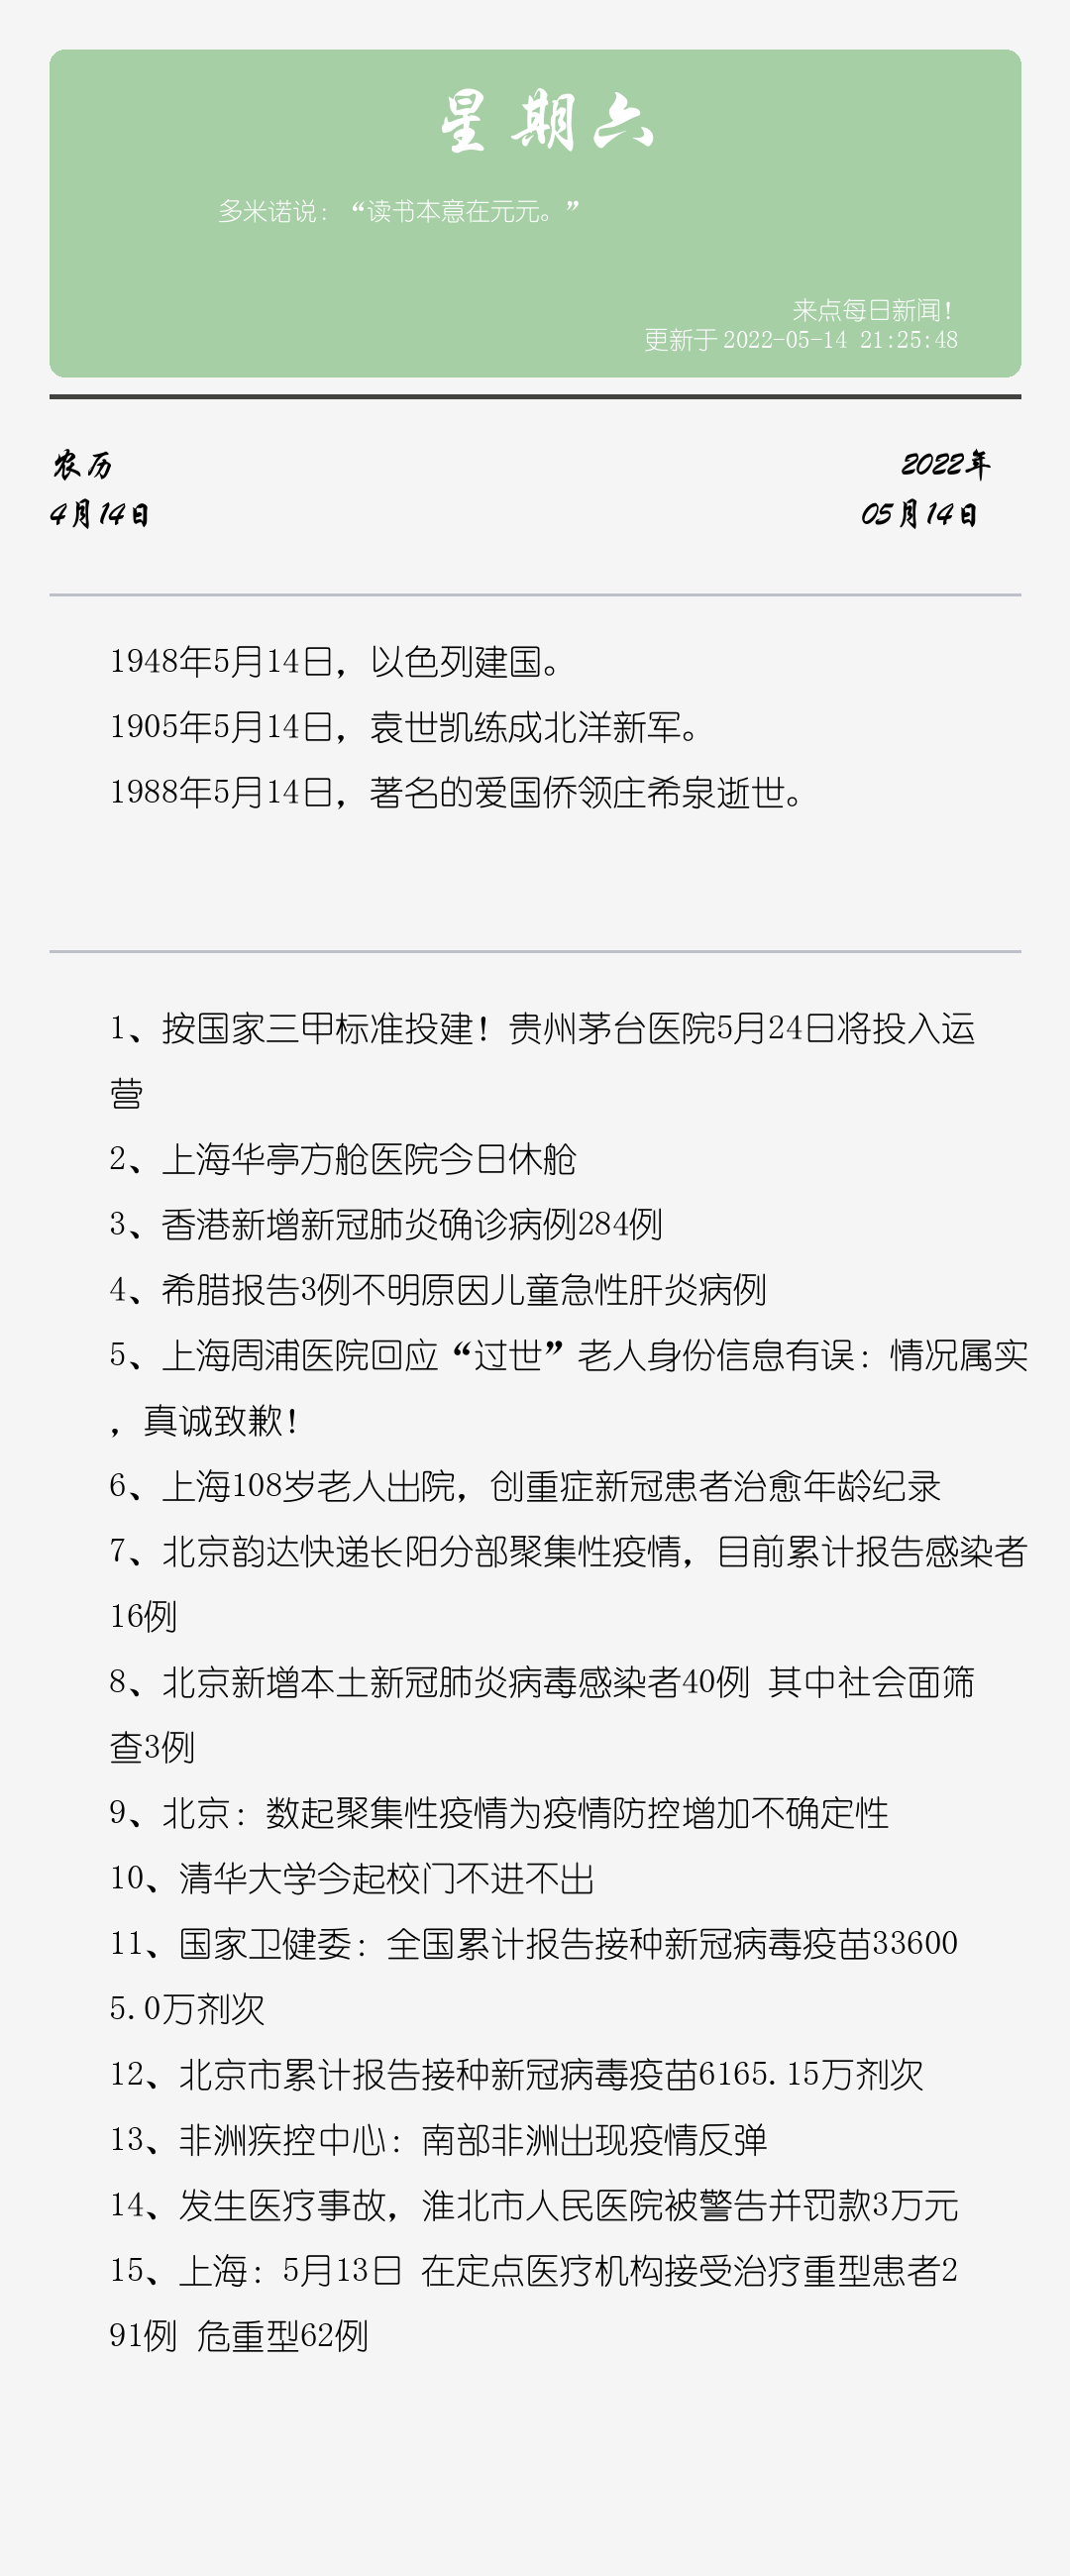 星期六
多米诺说：“读书本意在元元。”
来点每日新闻！
更新于2022-05-14 21:25:48
农历
2022年
4月14日
05月14日
1948年5月14日，以色列建国。
1905年5月14日，袁世凯练成北洋新军。
1988年5月14日，著名的爱国侨领庄希泉逝世。
1、按国家三甲标准投建！贵州茅台医院5月24日将投入运
营
2、上海华亭方舱医院今日休舱
3、香港新增新冠肺炎确诊病例284例
4、希腊报告3例不明原因儿童急性肝炎病例
5、上海周浦医院回应“过世”老人身份信息有误：情况属实
，真诚致歉！
6、上海108岁老人出院，创重症新冠患者治愈年龄纪录
7、北京韵达快递长阳分部聚集性疫情，目前累计报告感染者
16例
8、北京新增本土新冠肺炎病毒感染者40例 其中社会面筛
查3例
9、北京：数起聚集性疫情为疫情防控增加不确定性
10、清华大学今起校门不进不出
11、国家卫健委：全国累计报告接种新冠病毒疫苗33600
5.0万剂次
12、北京市累计报告接种新冠病毒疫苗6165.15万剂次
13、非洲疾控中心：南部非洲出现疫情反弹
14、发生医疗事故，淮北市人民医院被警告并罚款3万元
15、上海：5月13日 在定点医疗机构接受治疗重型患者2
91例 危重型62例